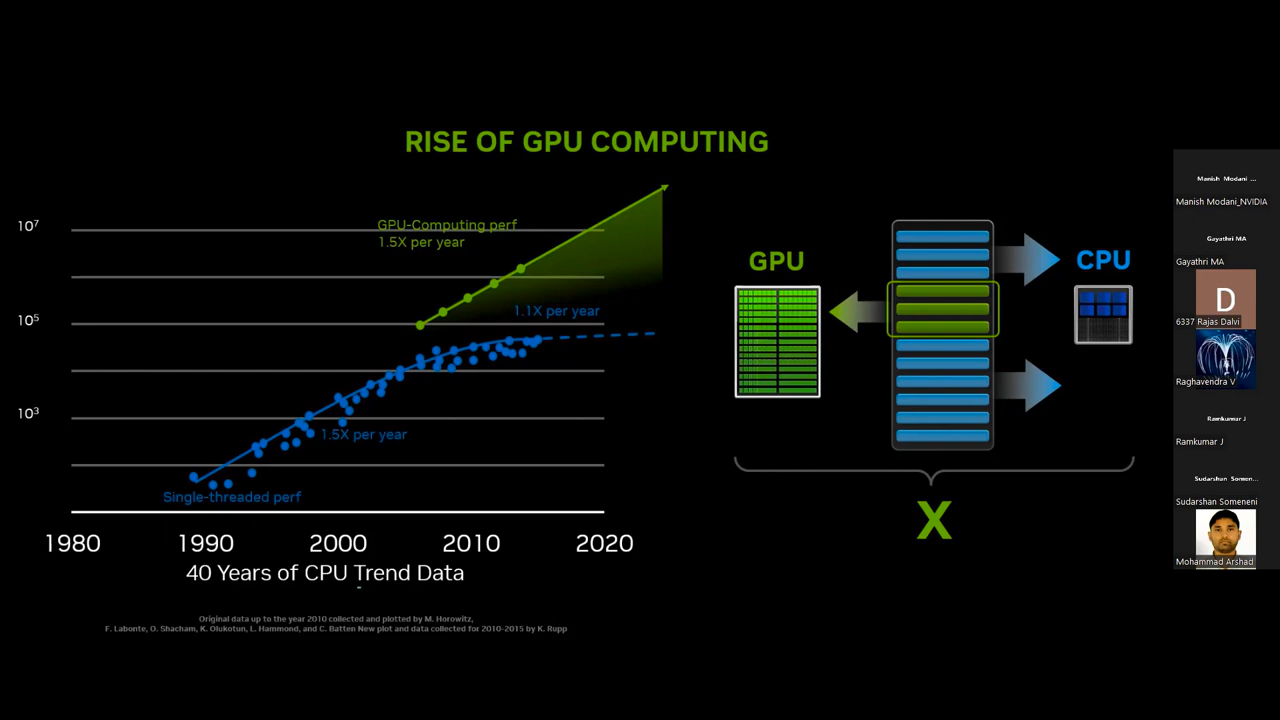 RISE OF GPU COMPUTING
10⁷
10⁵
10³
GPU-Computing perf
1.5X per year
1.1X per year
1.5X per year
Single-threaded perf
1980 1990 2000 2010 2020
40 Years of CPU Trend Data
Original data up to the year 2010 collected and plotted by M. Horowitz,
F. Labonte, O. Shacham, K. Olukotun, L. Hammond, and C. Batten New plot and data collected for 2010-2015 by K. Rupp
GPU
CPU
X
Manish Modani ...
Manish Modani_NVIDIA
Gayathri MA
Gayathri MA
D
6337 Rajas Dalvi
Raghavendra V
Ramkumar J
Ramkumar J
Sudarshan Somen...
Sudarshan Someneni
Mohammad Arshad